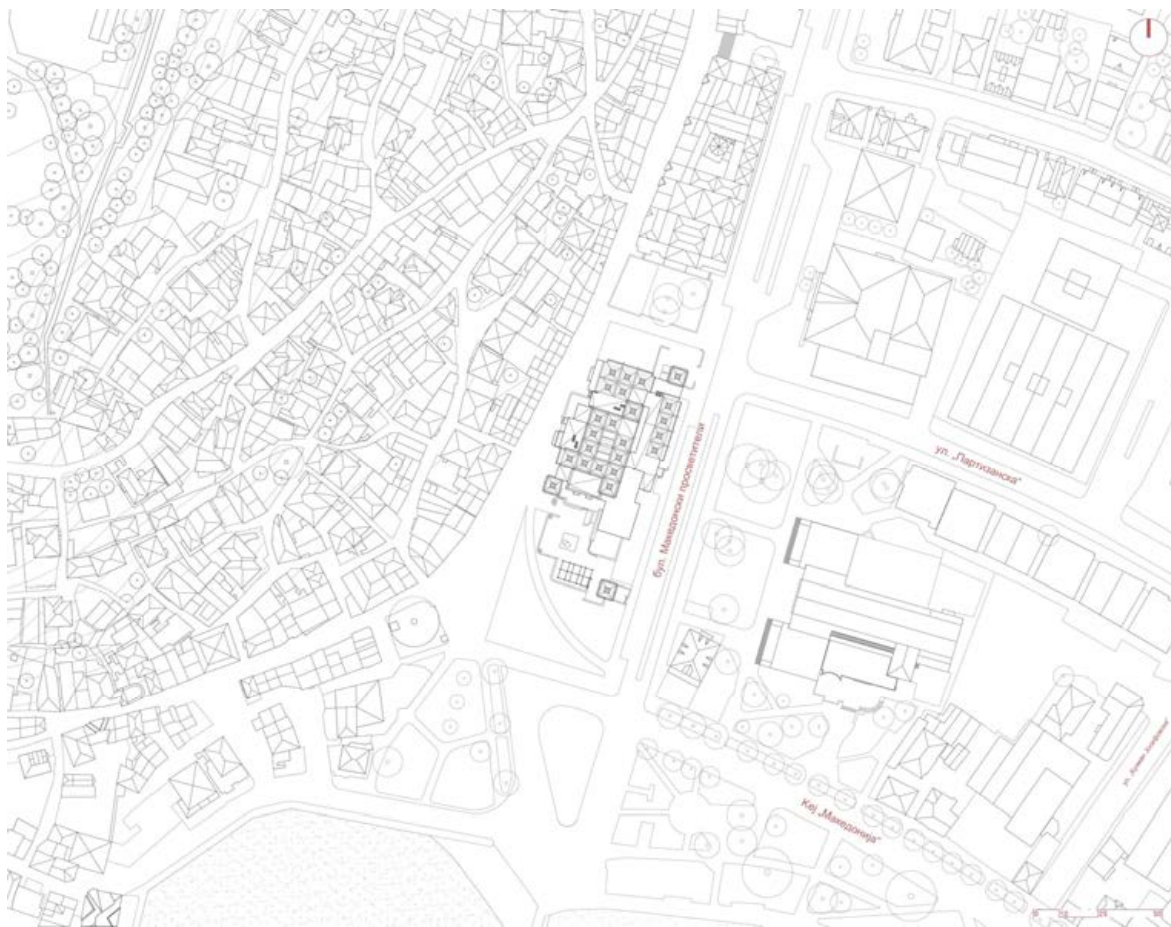 ул. „Партизанска“
бул. Македонски просветители
Кеј „Македонија“